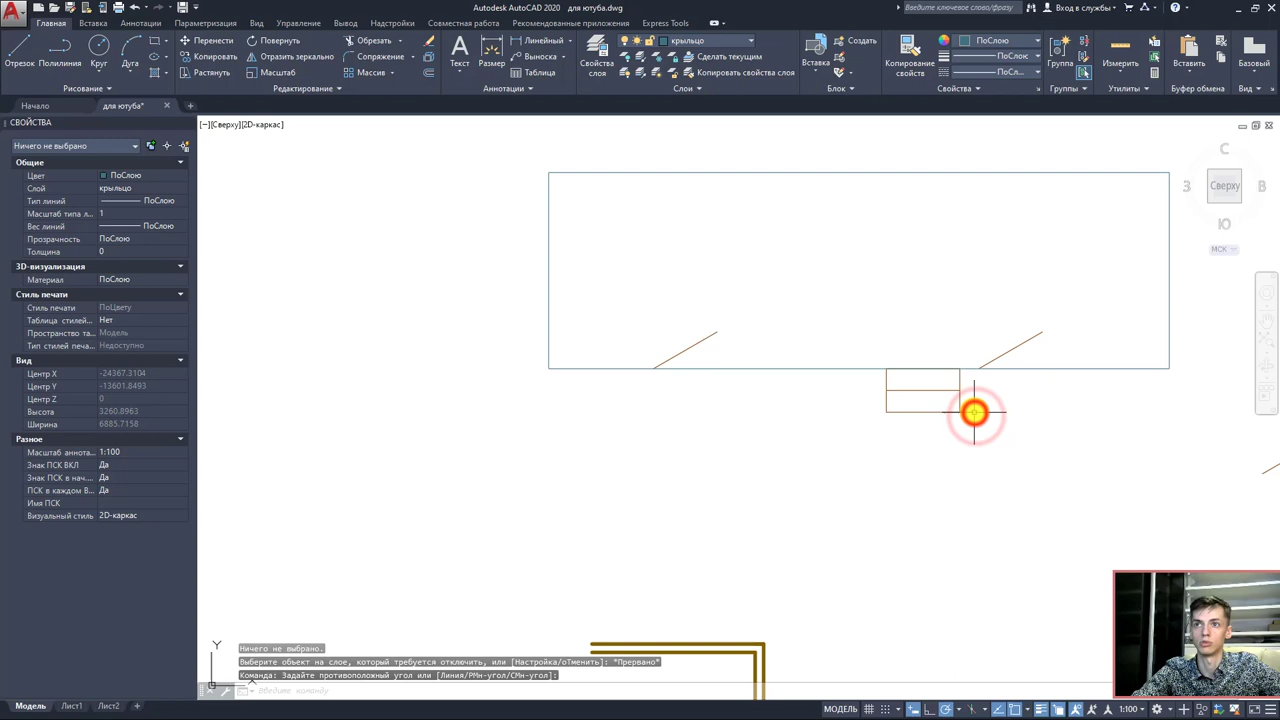 Autodesk AutoCAD 2020 для ютуба.dwg
Введите ключевое слово/фразу
Вход в службы
Главная Вставка Аннотации Параметризация Вид Управление Вывод Надстройки Совместная работа Рекомендованные приложения Express Tools
Отрезок Полилиния Круг Дуга
Перенести Повернуть Обрезать
Копировать Отразить зеркально Сопряжение
Растянуть Масштаб Массив
Текст Размер
Линейный
Выноска
Таблица
Свойства слоя
крыльцо
Сделать текущим
Копировать свойства слоя
Вставка
Создать
Копирование свойств
ПоСлою
ПоСлою
ПоСл...
Группа
Измерить
Вставить
Базовый
Рисование Редактирование Аннотации Слои Блок Свойства Группы Утилиты Буфер обмена Вид
Начало для ютуба*
СВОЙСТВА
[−][Сверху][2D-каркас]
Ничего не выбрано
Общие
Цвет ПоСлою
Слой крыльцо
Тип линий ПоСлою
Масштаб типа л... 1
Вес линий ПоСлою
Прозрачность ПоСлою
Толщина 0
3D-визуализация
Материал ПоСлою
Стиль печати
Стиль печати ПоЦвету
Таблица стилей... Нет
Пространство та... Модель
Тип стилей печат... Недоступно
Вид
Центр X -24367.3104
Центр Y -13601.8493
Центр Z 0
Высота 3260.8963
Ширина 6885.7158
Разное
Масштаб аннота... 1:100
Знак ПСК ВКЛ Да
Знак ПСК в нач.... Да
ПСК в каждом В... Да
Имя ПСК
Визуальный стиль 2D-каркас
С
З Сверху В
Ю
МСК
Y
X
Ничего не выбрано.
Выберите объект на слое, который требуется отключить, или [Настройка/оТменить]: *Прервано*
Команда: Задайте противоположный угол или [Линия/РМн-угол/СМн-угол]:
Введите команду
Модель Лист1 Лист2
МОДЕЛЬ 1:100